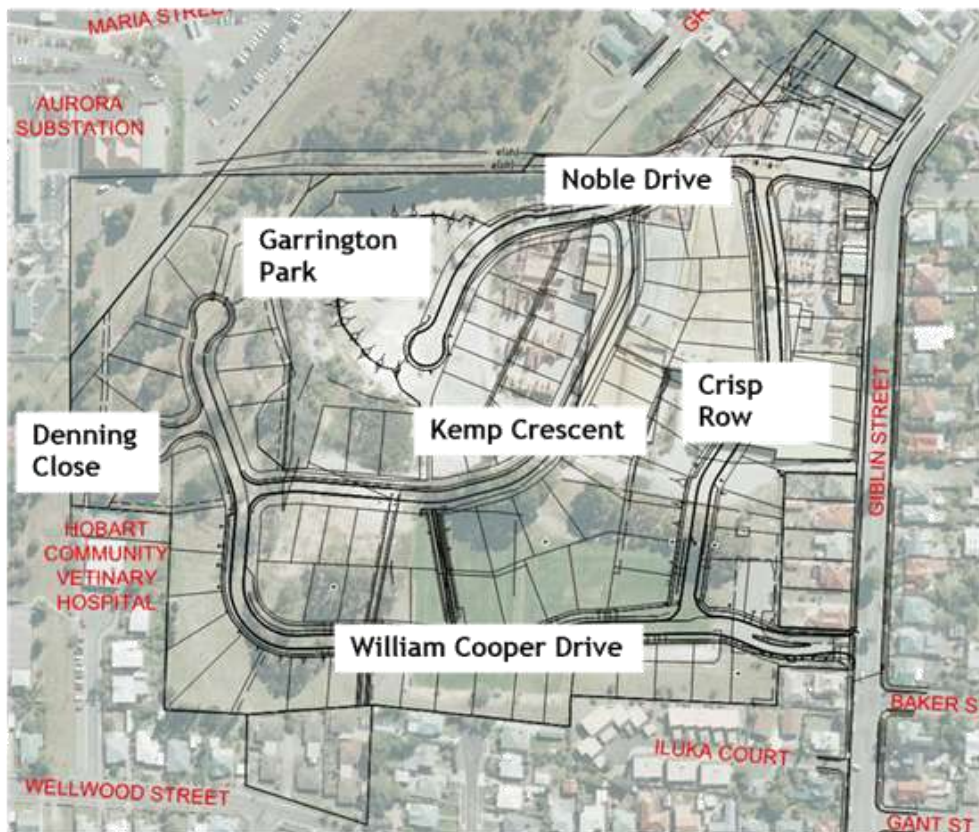 MARIA STREET
GR
AURORA
SUBSTATION
Noble Drive
Garrington
Park
Crisp
Row
Kemp Crescent
Denning
Close
GIBLIN STREET
HOBART
COMMUNITY
VETINARY
HOSPITAL
William Cooper Drive
BAKER S
ILUKA COURT
WELLWOOD STREET
GANT ST